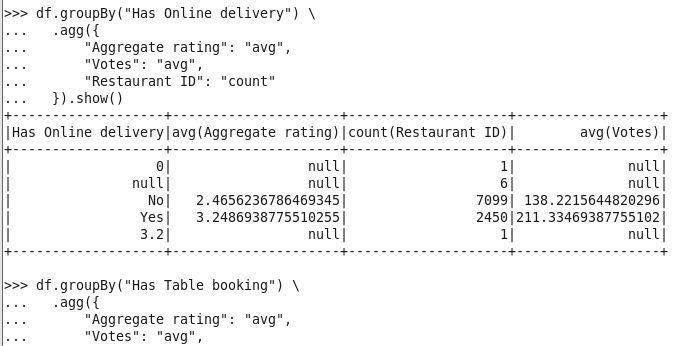 >>> df.groupBy("Has Online delivery") \
...   .agg({
...       "Aggregate rating": "avg",
...       "Votes": "avg",
...       "Restaurant ID": "count"
...   }).show()
+-------------------+---------------------+--------------------+------------------+
|Has Online delivery|avg(Aggregate rating)|count(Restaurant ID)|        avg(Votes)|
+-------------------+---------------------+--------------------+------------------+
|                  0|                 null|                   1|              null|
|               null|                 null|                   6|              null|
|                 No|   2.4656236786469345|                7099| 138.2215644820296|
|                Yes|   3.2486938775510255|                2450|211.33469387755102|
|                3.2|                 null|                   1|              null|
+-------------------+---------------------+--------------------+------------------+
>>> df.groupBy("Has Table booking") \
...   .agg({
...       "Aggregate rating": "avg",
...       "Votes": "avg",